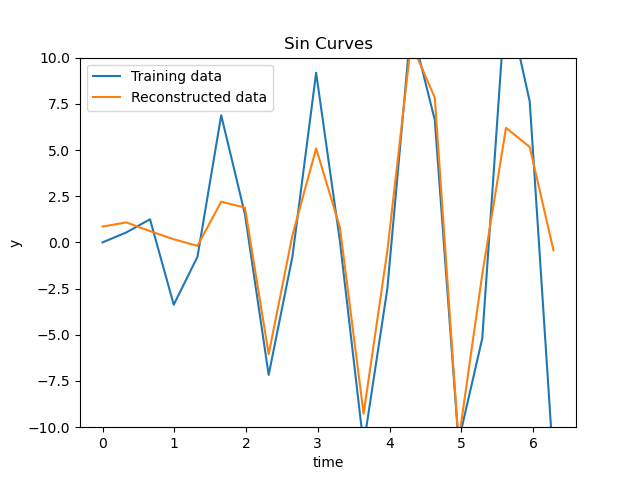 Sin Curves
Training data
Reconstructed data
10.0
7.5
5.0
2.5
0.0
−2.5
−5.0
−7.5
−10.0
y
0 1 2 3 4 5 6
time